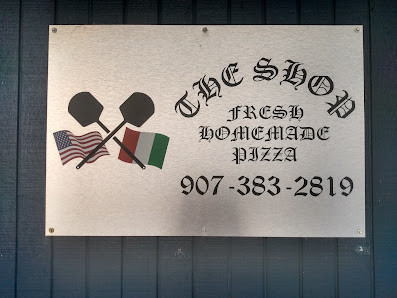 THE SHOP
FRESH
HOMEMADE
PIZZA
907-383-2819